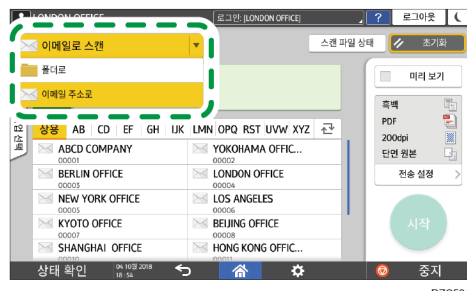 LONDON OFFICE
로그인: [LONDON OFFICE]
?
로그아웃
이메일로 스캔
스캔 파일 상태
초기화
폴더로
이메일 주소로
미리 보기
흑백
PDF
200dpi
단면 원본
전송 설정
상용 AB CD EF GH IJK LMN OPQ RST UVW XYZ
ABCD COMPANY
00001
YOKOHAMA OFFIC...
00002
BERLIN OFFICE
00003
LONDON OFFICE
00004
NEW YORK OFFICE
00005
LOS ANGELES
00006
KYOTO OFFICE
00007
BEIJING OFFICE
00008
SHANGHAI OFFICE
HONG KONG OFFIC...
시작
상태 확인
04 10월 2018
18:54
중지